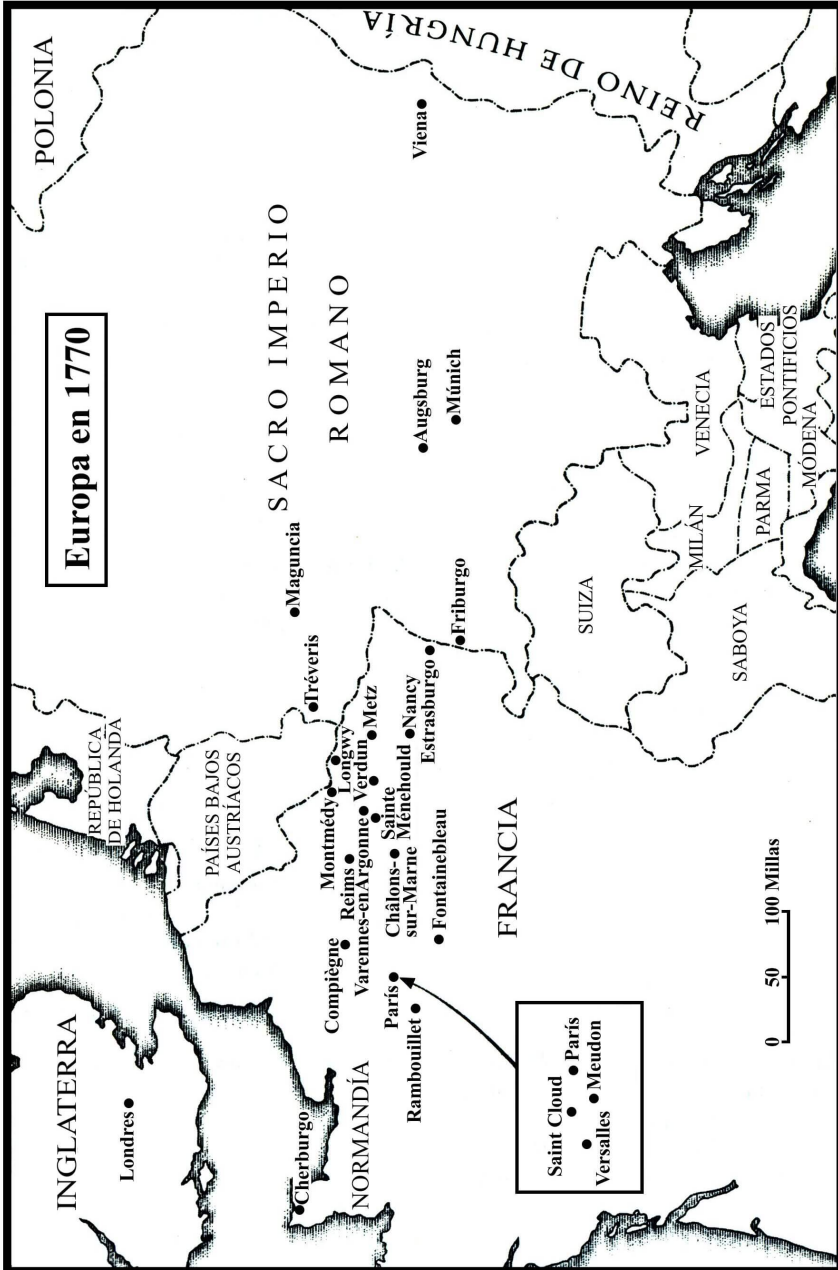 Europa en 1770
INGLATERRA
Londres
REPÚBLICA
DE HOLANDA
POLONIA
PAÍSES BAJOS
AUSTRÍACOS
SACRO IMPERIO
ROMANO
Cherburgo
NORMANDÍA
Compiègne
Reims
Montmédy
Longwy
Tréveris
Maguncia
Varennes-enArgonne
Verdun
Metz
París
Châlons-
sur-Marne
Sainte
Ménehould
Nancy
Rambouillet
Fontainebleau
Estrasburgo
Friburgo
Augsburg
Múnich
Viena
REINO DE HUNGRÍA
FRANCIA
SUIZA
Saint Cloud
París
Versalles
Meudon
VENECIA
MILÁN
SABOYA
PARMA
ESTADOS
PONTIFICIOS
MÓDENA
0 50 100 Millas